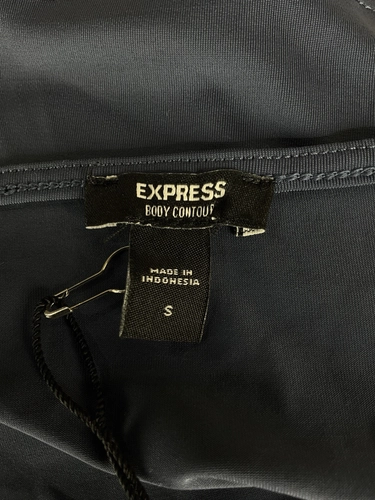 EXPRESS
BODY CONTOUR
MADE IN
INDONESIA
S